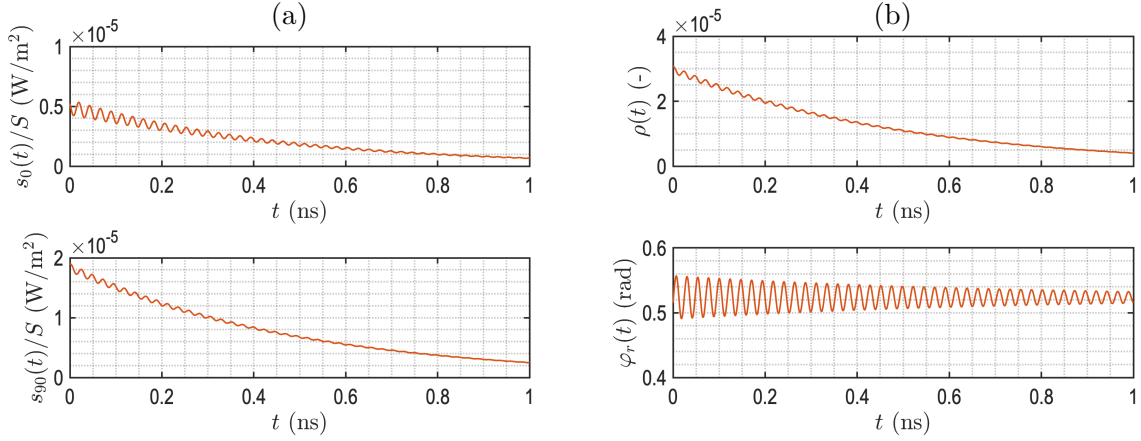 (a)
×10⁻⁵
s₀(t)/S (W/m²)
1
0.5
0
0 0.2 0.4 0.6 0.8 1
t (ns)
×10⁻⁵
s₉₀(t)/S (W/m²)
2
1
0
0 0.2 0.4 0.6 0.8 1
t (ns)
(b)
×10⁻⁵
ρ(t) (-)
4
2
0
0 0.2 0.4 0.6 0.8 1
t (ns)
φᵣ(t) (rad)
0.6
0.5
0.4
0 0.2 0.4 0.6 0.8 1
t (ns)